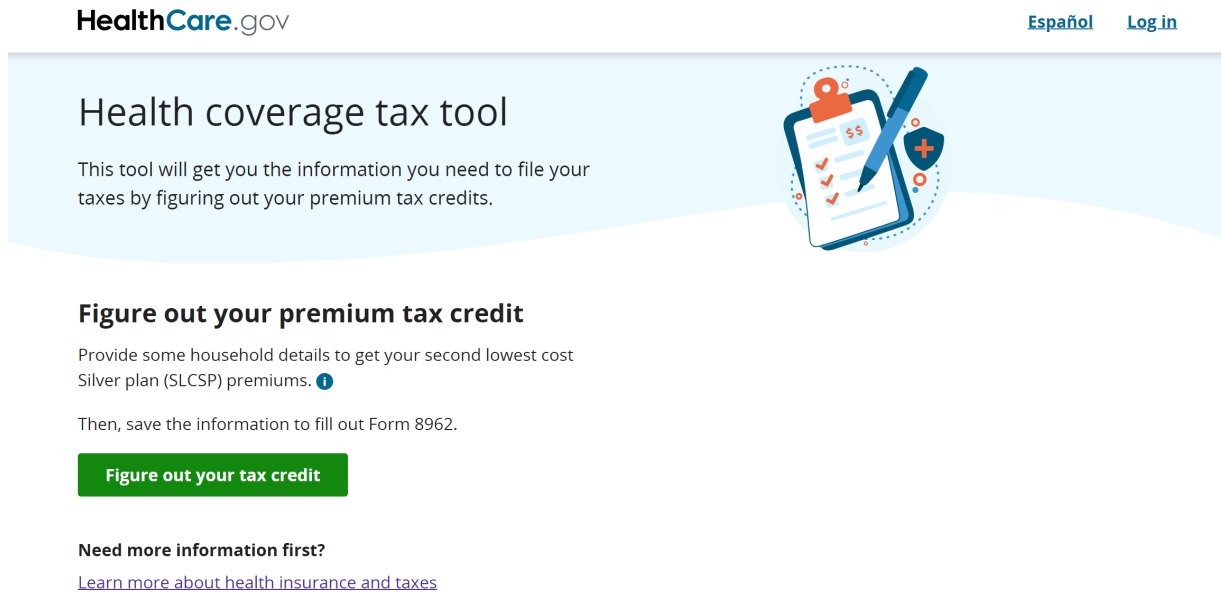 HealthCare.gov
Español
Log in
Health coverage tax tool
This tool will get you the information you need to file your
taxes by figuring out your premium tax credits.
$$
Figure out your premium tax credit
Provide some household details to get your second lowest cost
Silver plan (SLCSP) premiums. i
Then, save the information to fill out Form 8962.
Figure out your tax credit
Need more information first?
Learn more about health insurance and taxes